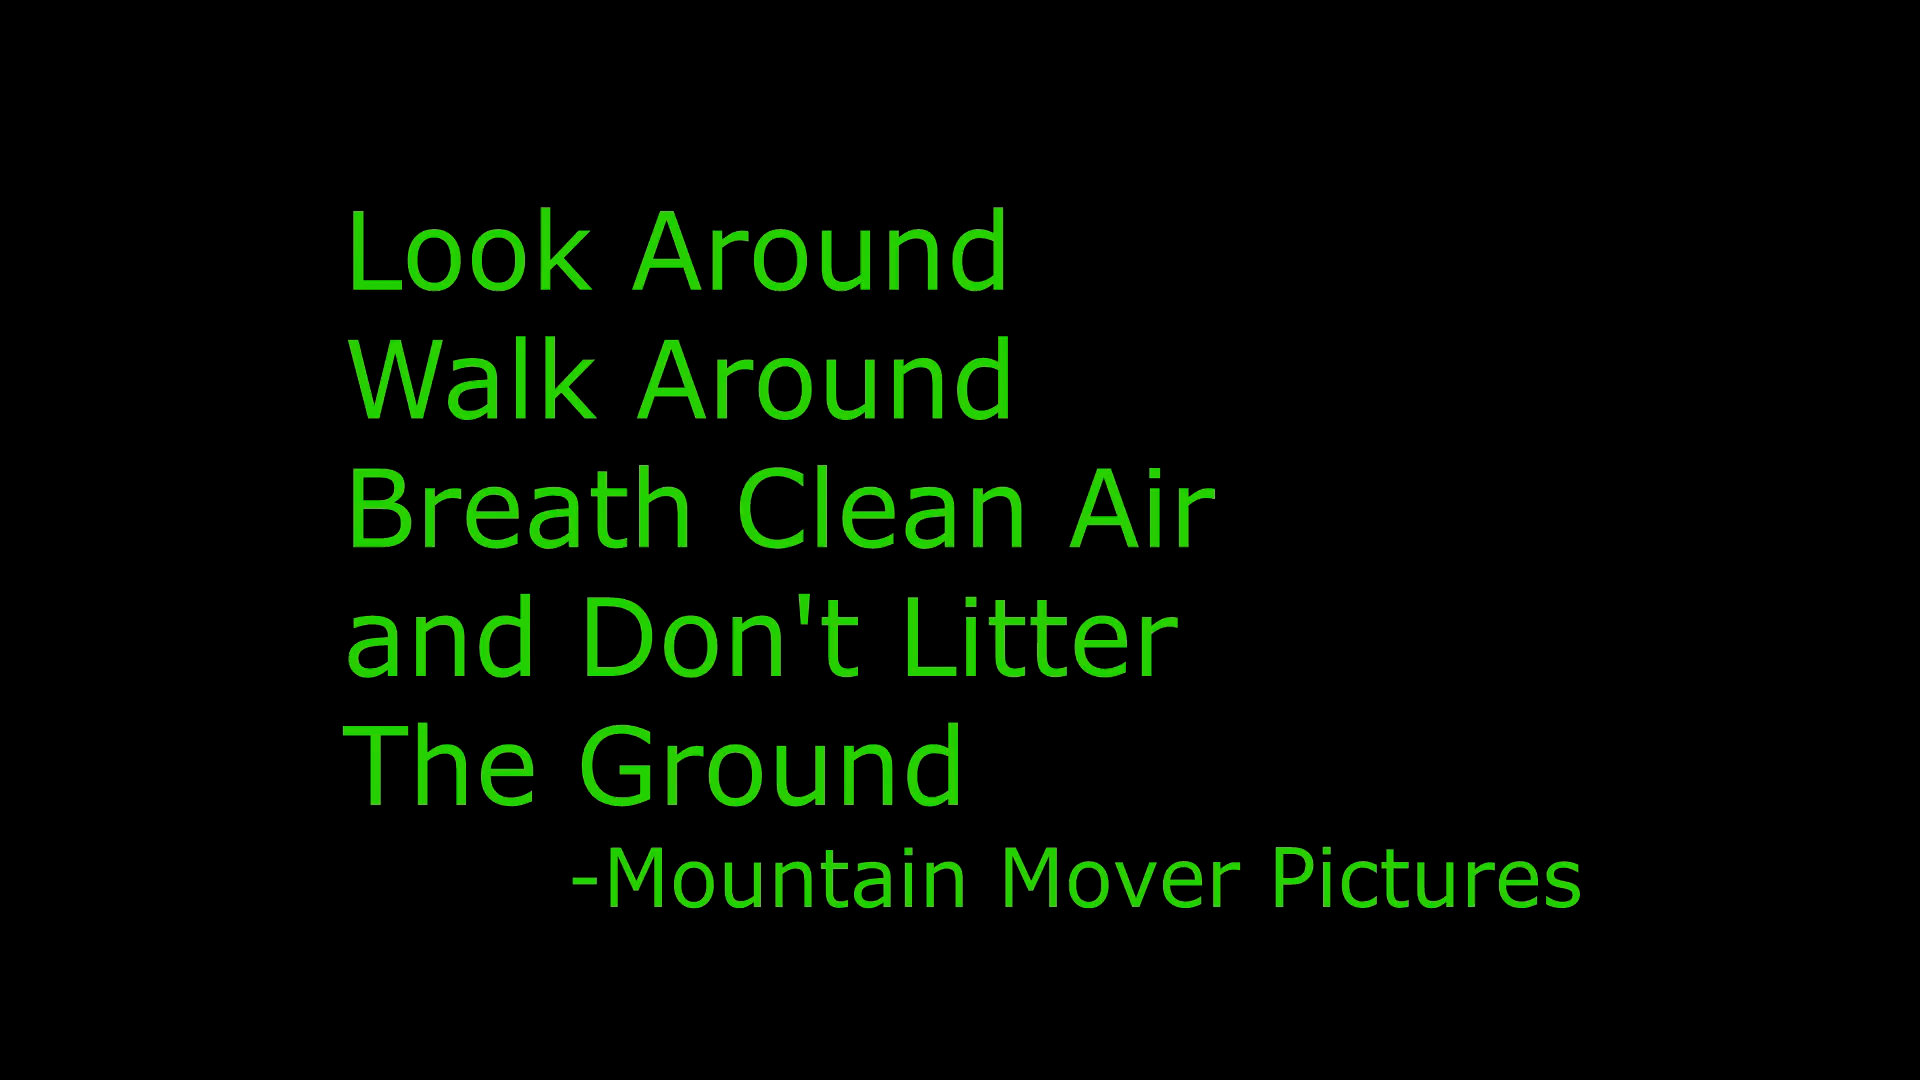 Look Around
Walk Around
Breath Clean Air
and Don't Litter
The Ground
-Mountain Mover Pictures